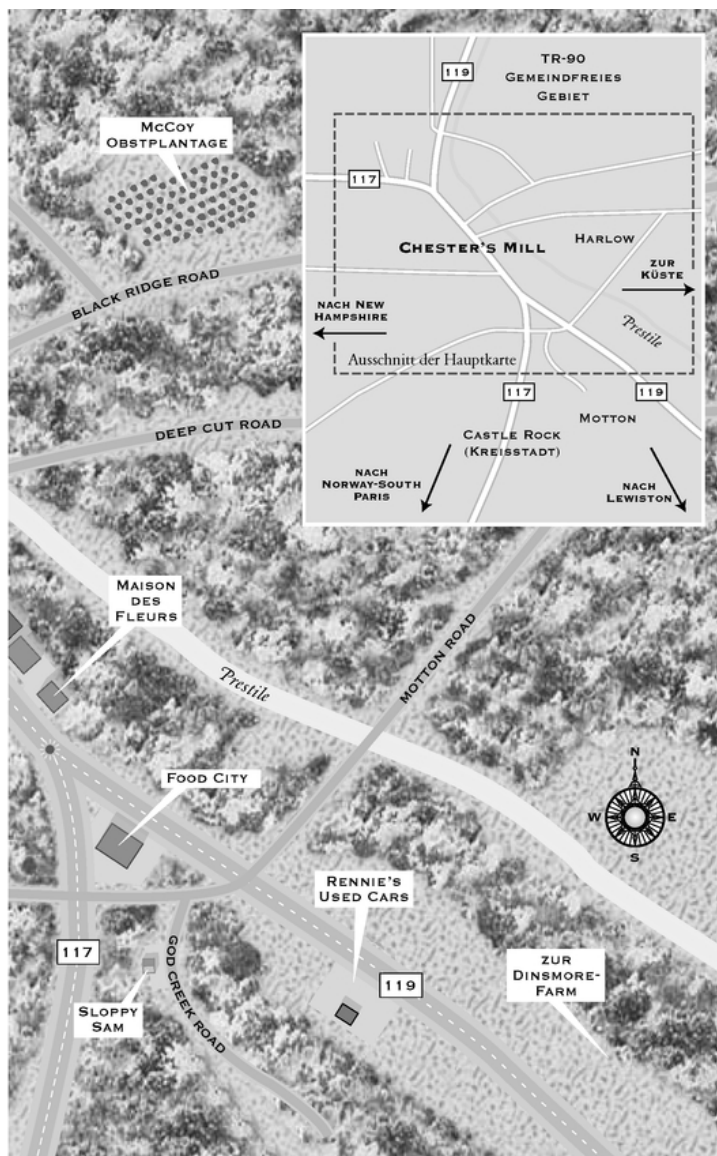 McCoy
Obstplantage
Black Ridge Road
Deep Cut Road
119
TR-90
Gemeindfreies
Gebiet
117
Chester's Mill
Harlow
zur
Küste
nach New
Hampshire
Prestile
Ausschnitt der Hauptkarte
117
119
Motton
Castle Rock
(Kreisstadt)
nach
Norway-South
Paris
nach
Lewiston
Maison
des
Fleurs
Prestile
Motton Road
Food City
N
W
E
S
Rennie's
Used Cars
117
119
God Creek Road
Sloppy
Sam
zur
Dinsmore-
Farm